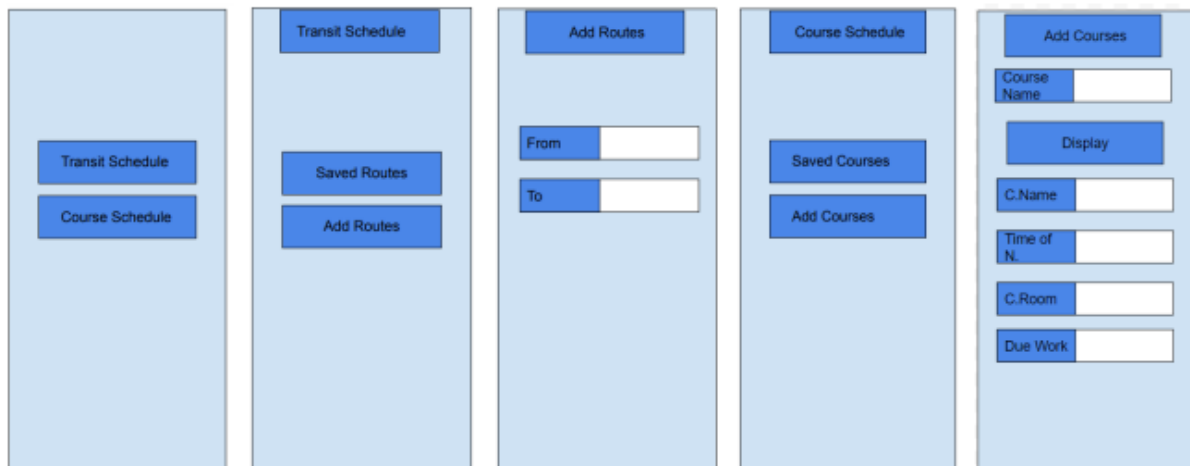 Transit Schedule
Course Schedule
Transit Schedule
Saved Routes
Add Routes
Add Routes
From
To
Course Schedule
Saved Courses
Add Courses
Add Courses
Course
Name
Display
C.Name
Time of
N.
C.Room
Due Work